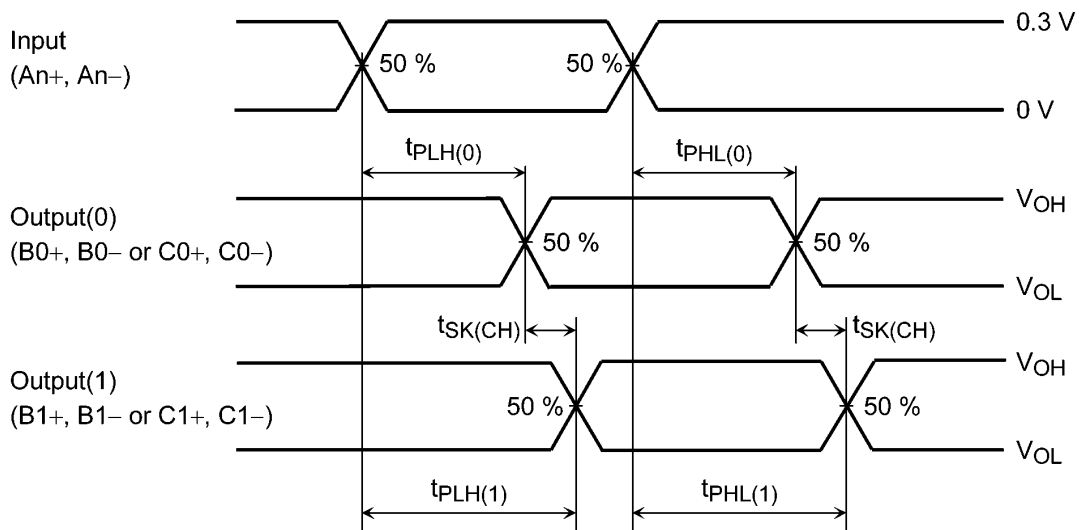 Input
(An+, An−)
50 %
50 %
0.3 V
0 V
tPLH(0)
tPHL(0)
Output(0)
(B0+, B0− or C0+, C0−)
50 %
50 %
VOH
VOL
tSK(CH)
tSK(CH)
Output(1)
(B1+, B1− or C1+, C1−)
50 %
50 %
VOH
VOL
tPLH(1)
tPHL(1)